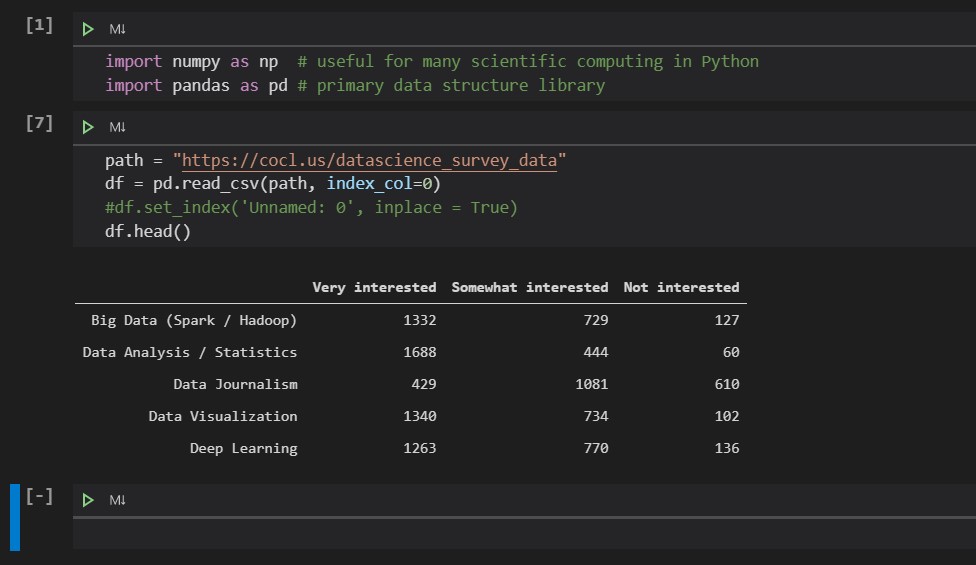 [1]
M↓
import numpy as np  # useful for many scientific computing in Python
import pandas as pd # primary data structure library
[7]
M↓
path = "https://cocl.us/datascience_survey_data"
df = pd.read_csv(path, index_col=0)
#df.set_index('Unnamed: 0', inplace = True)
df.head()
Very interested Somewhat interested Not interested
Big Data (Spark / Hadoop) 1332 729 127
Data Analysis / Statistics 1688 444 60
Data Journalism 429 1081 610
Data Visualization 1340 734 102
Deep Learning 1263 770 136
[-]
M↓